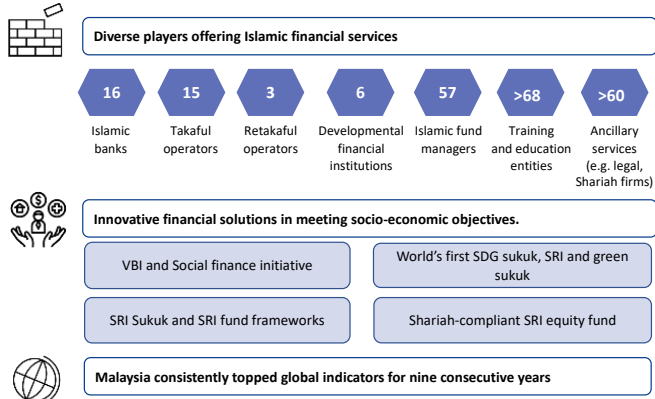 Diverse players offering Islamic financial services
16
15
3
6
57
>68
>60
Islamic
banks
Takaful
operators
Retakaful
operators
Developmental
financial
institutions
Islamic fund
managers
Training
and education
entities
Ancillary
services
(e.g. legal,
Shariah firms)
$
Innovative financial solutions in meeting socio-economic objectives.
VBI and Social finance initiative
World's first SDG sukuk, SRI and green
sukuk
SRI Sukuk and SRI fund frameworks
Shariah-compliant SRI equity fund
Malaysia consistently topped global indicators for nine consecutive years